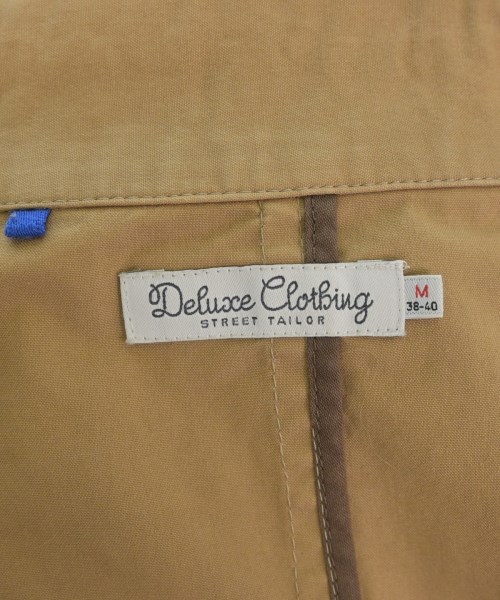 Deluxe Clothing
STREET TAILOR
M
38-40